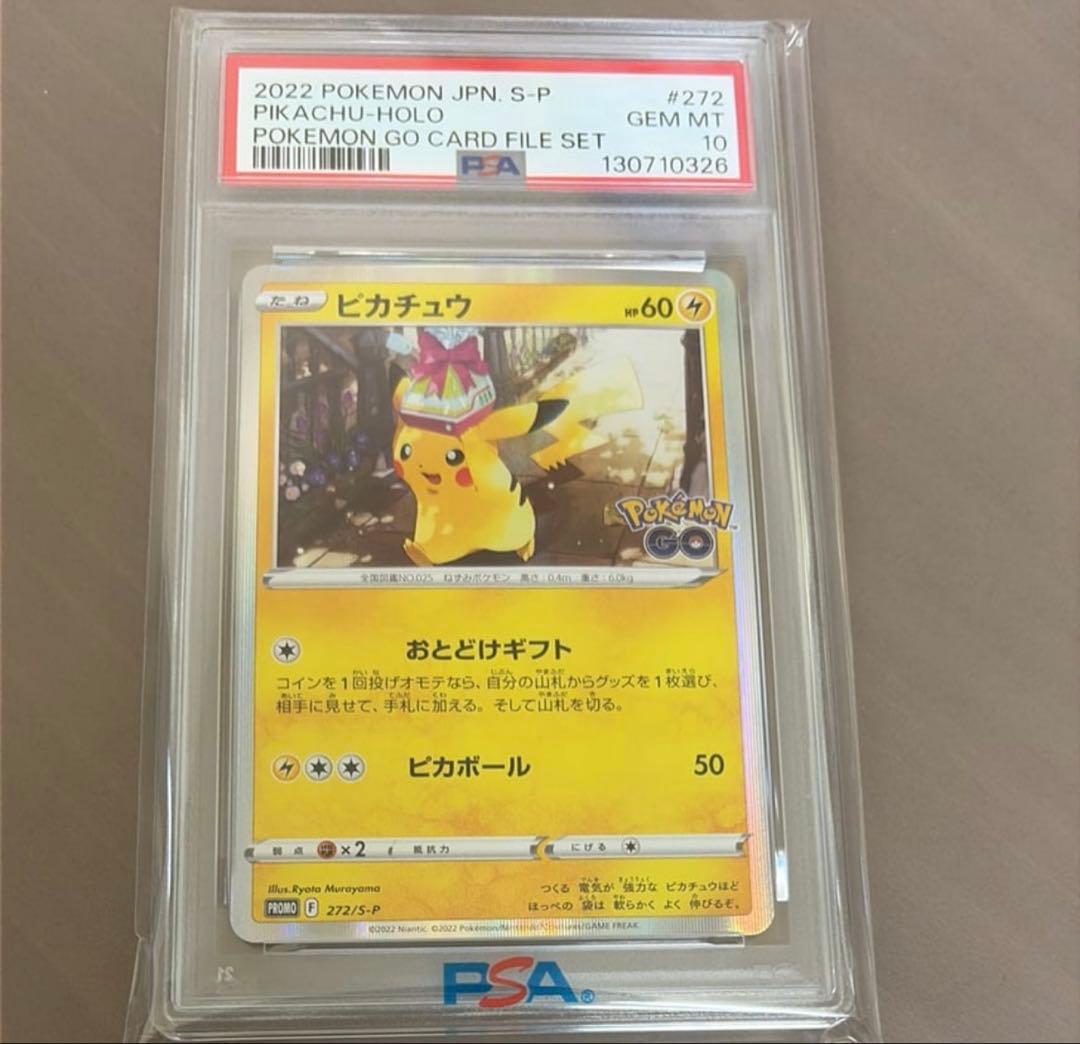 2022 POKEMON JPN. S-P #272
PIKACHU-HOLO GEM MT
POKEMON GO CARD FILE SET 10
PSA 130710326
たね ピカチュウ HP60
Pokémon
GO
全国図鑑NO.025 ねずみポケモン 高さ:0.4m 重さ:6.0kg
おとどけギフト
コインを1回投げオモテなら、自分の山札からグッズを1枚選び、
相手に見せて、手札に加える。そして山札を切る。
ピカボール 50
弱点 ×2 抵抗力 にげる
Illus.Ryota Murayama
つくる 電気が 強力な ピカチュウほど
ほっぺの 袋は 軟らかく よく 伸びるぞ。
PROMO F 272/S-P
©2022 Niantic. ©2022 Pokémon/Nintendo/Creatures/GAME FREAK.
PSA